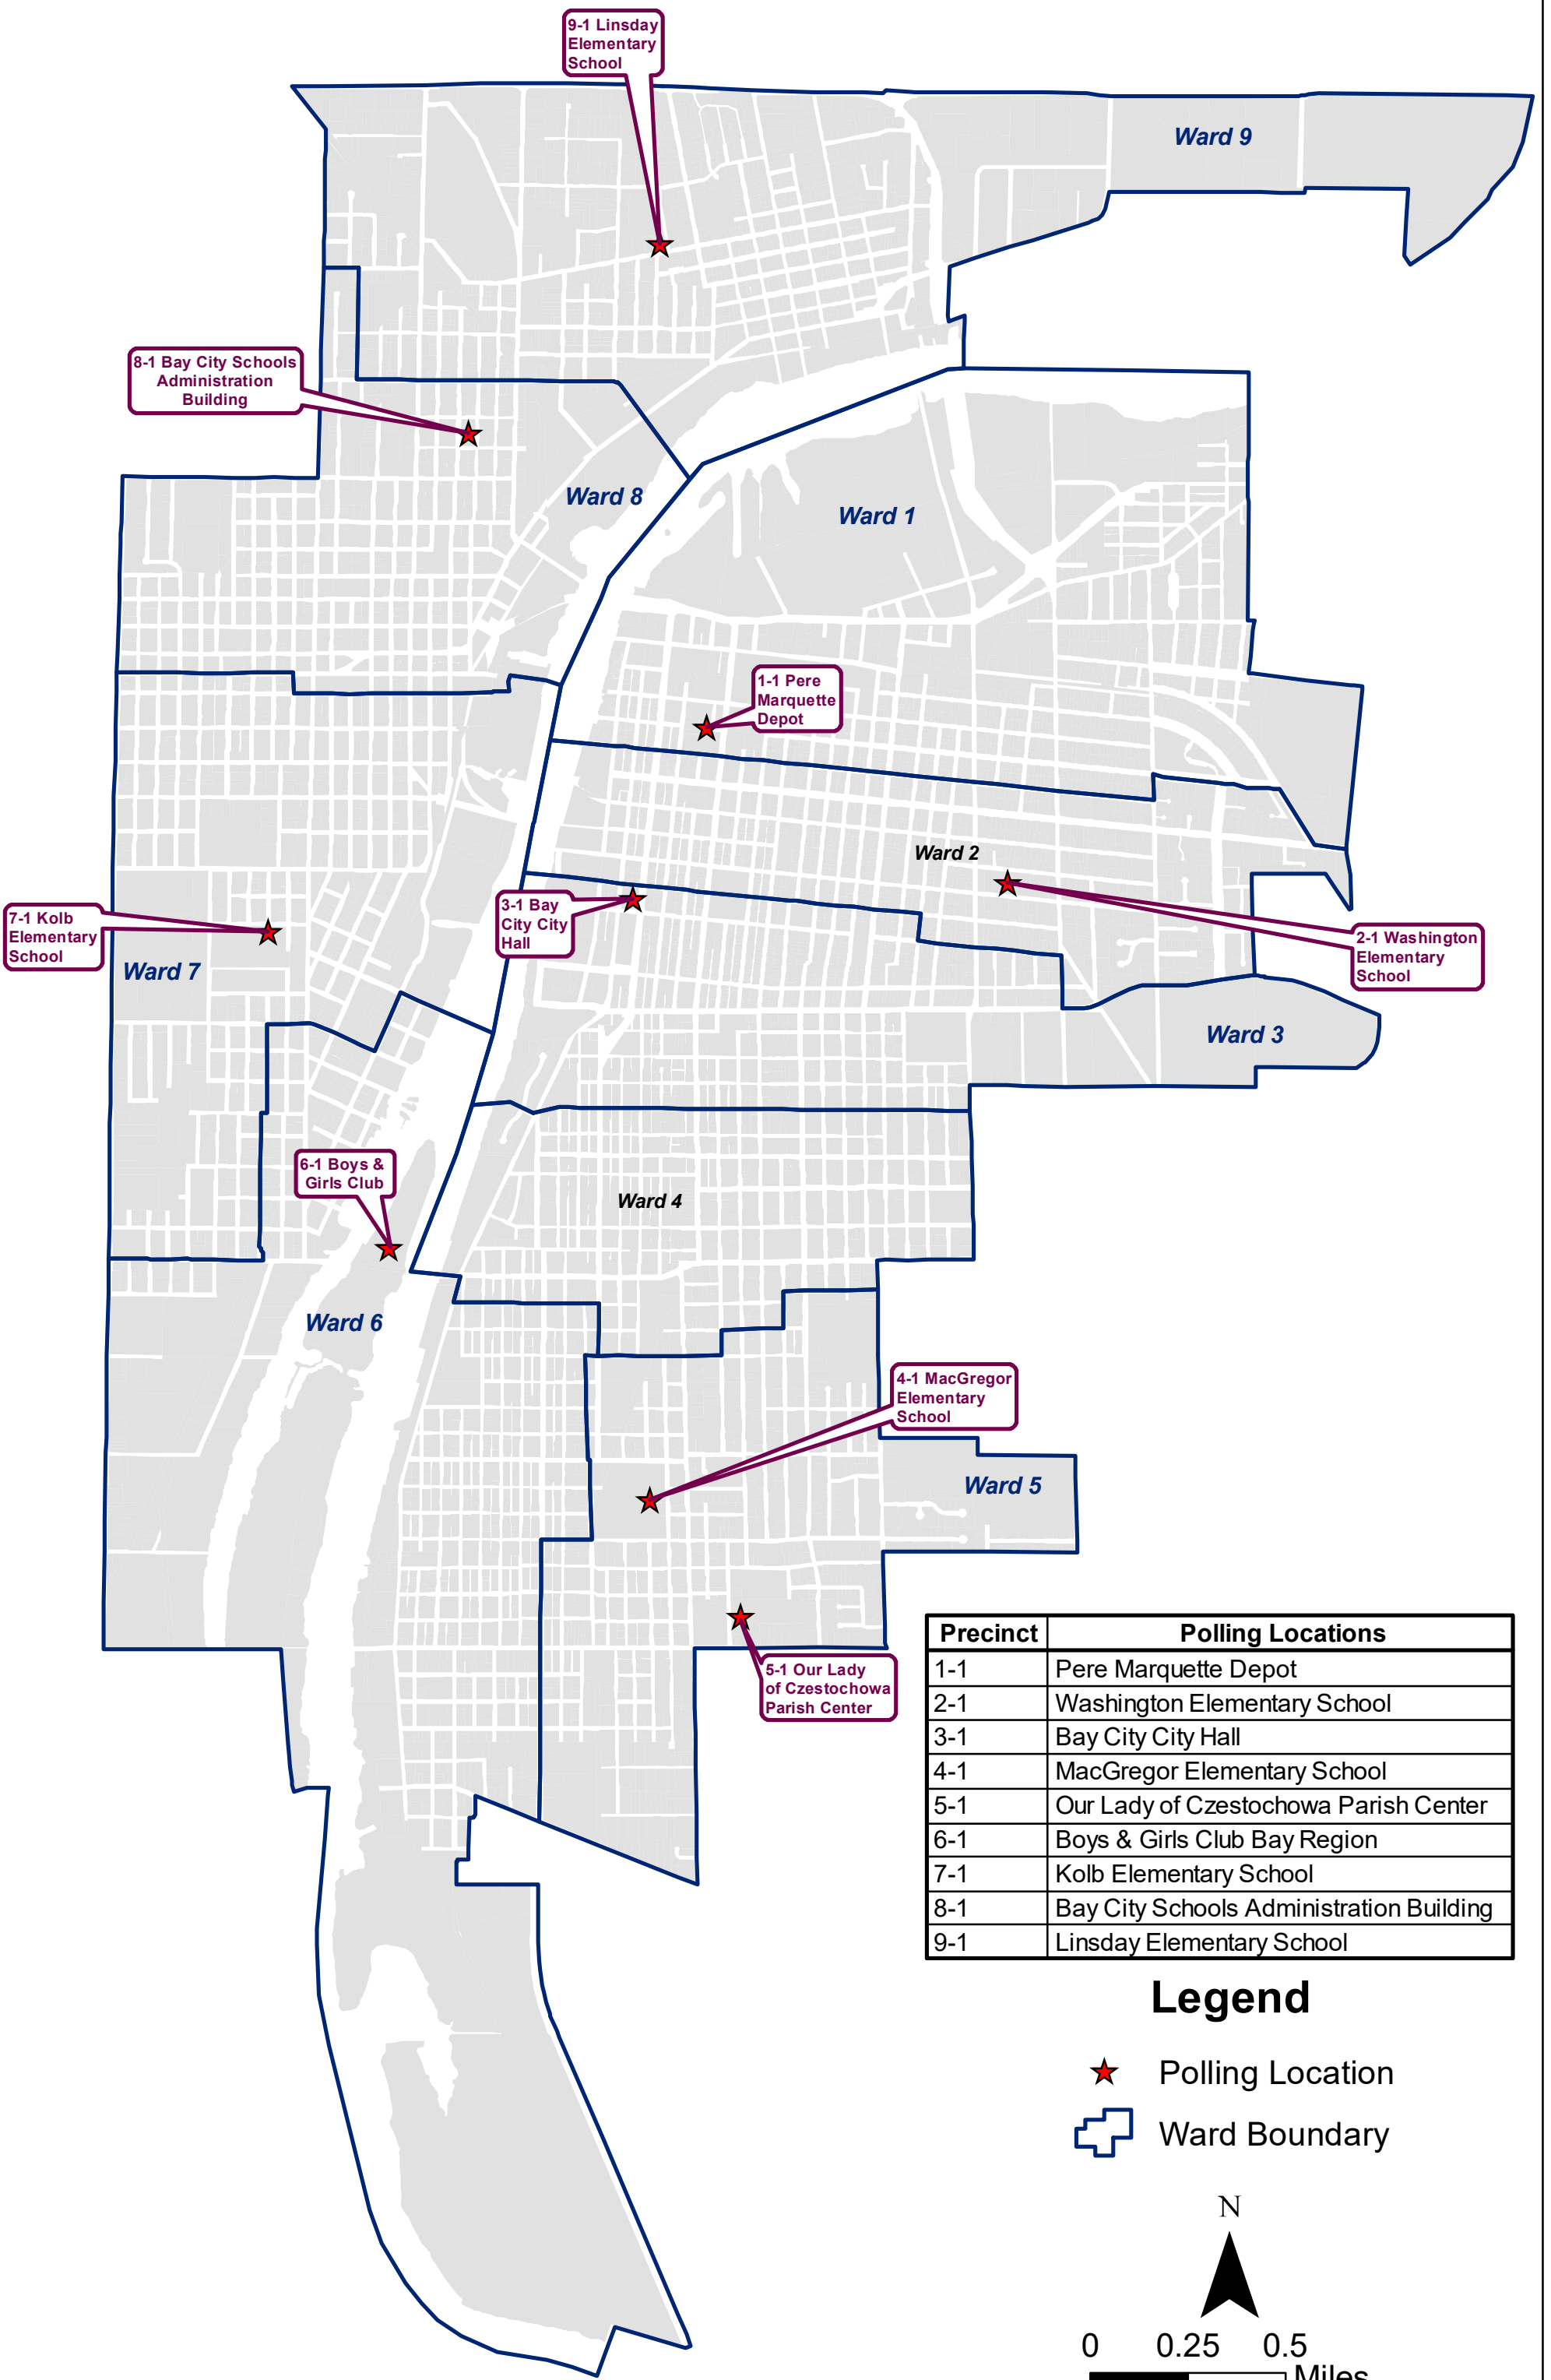 9-1 Linsday
Elementary
School
Ward 9
8-1 Bay City Schools
Administration
Building
Ward 8
Ward 1
1-1 Pere
Marquette
Depot
Ward 2
3-1 Bay
City City
Hall
7-1 Kolb
Elementary
School
2-1 Washington
Elementary
School
Ward 7
Ward 3
6-1 Boys &
Girls Club
Ward 4
Ward 6
4-1 MacGregor
Elementary
School
Ward 5
5-1 Our Lady
of Czestochowa
Parish Center
Precinct Polling Locations
1-1 Pere Marquette Depot
2-1 Washington Elementary School
3-1 Bay City City Hall
4-1 MacGregor Elementary School
5-1 Our Lady of Czestochowa Parish Center
6-1 Boys & Girls Club Bay Region
7-1 Kolb Elementary School
8-1 Bay City Schools Administration Building
9-1 Linsday Elementary School
Legend
Polling Location
Ward Boundary
N
0 0.25 0.5
Miles